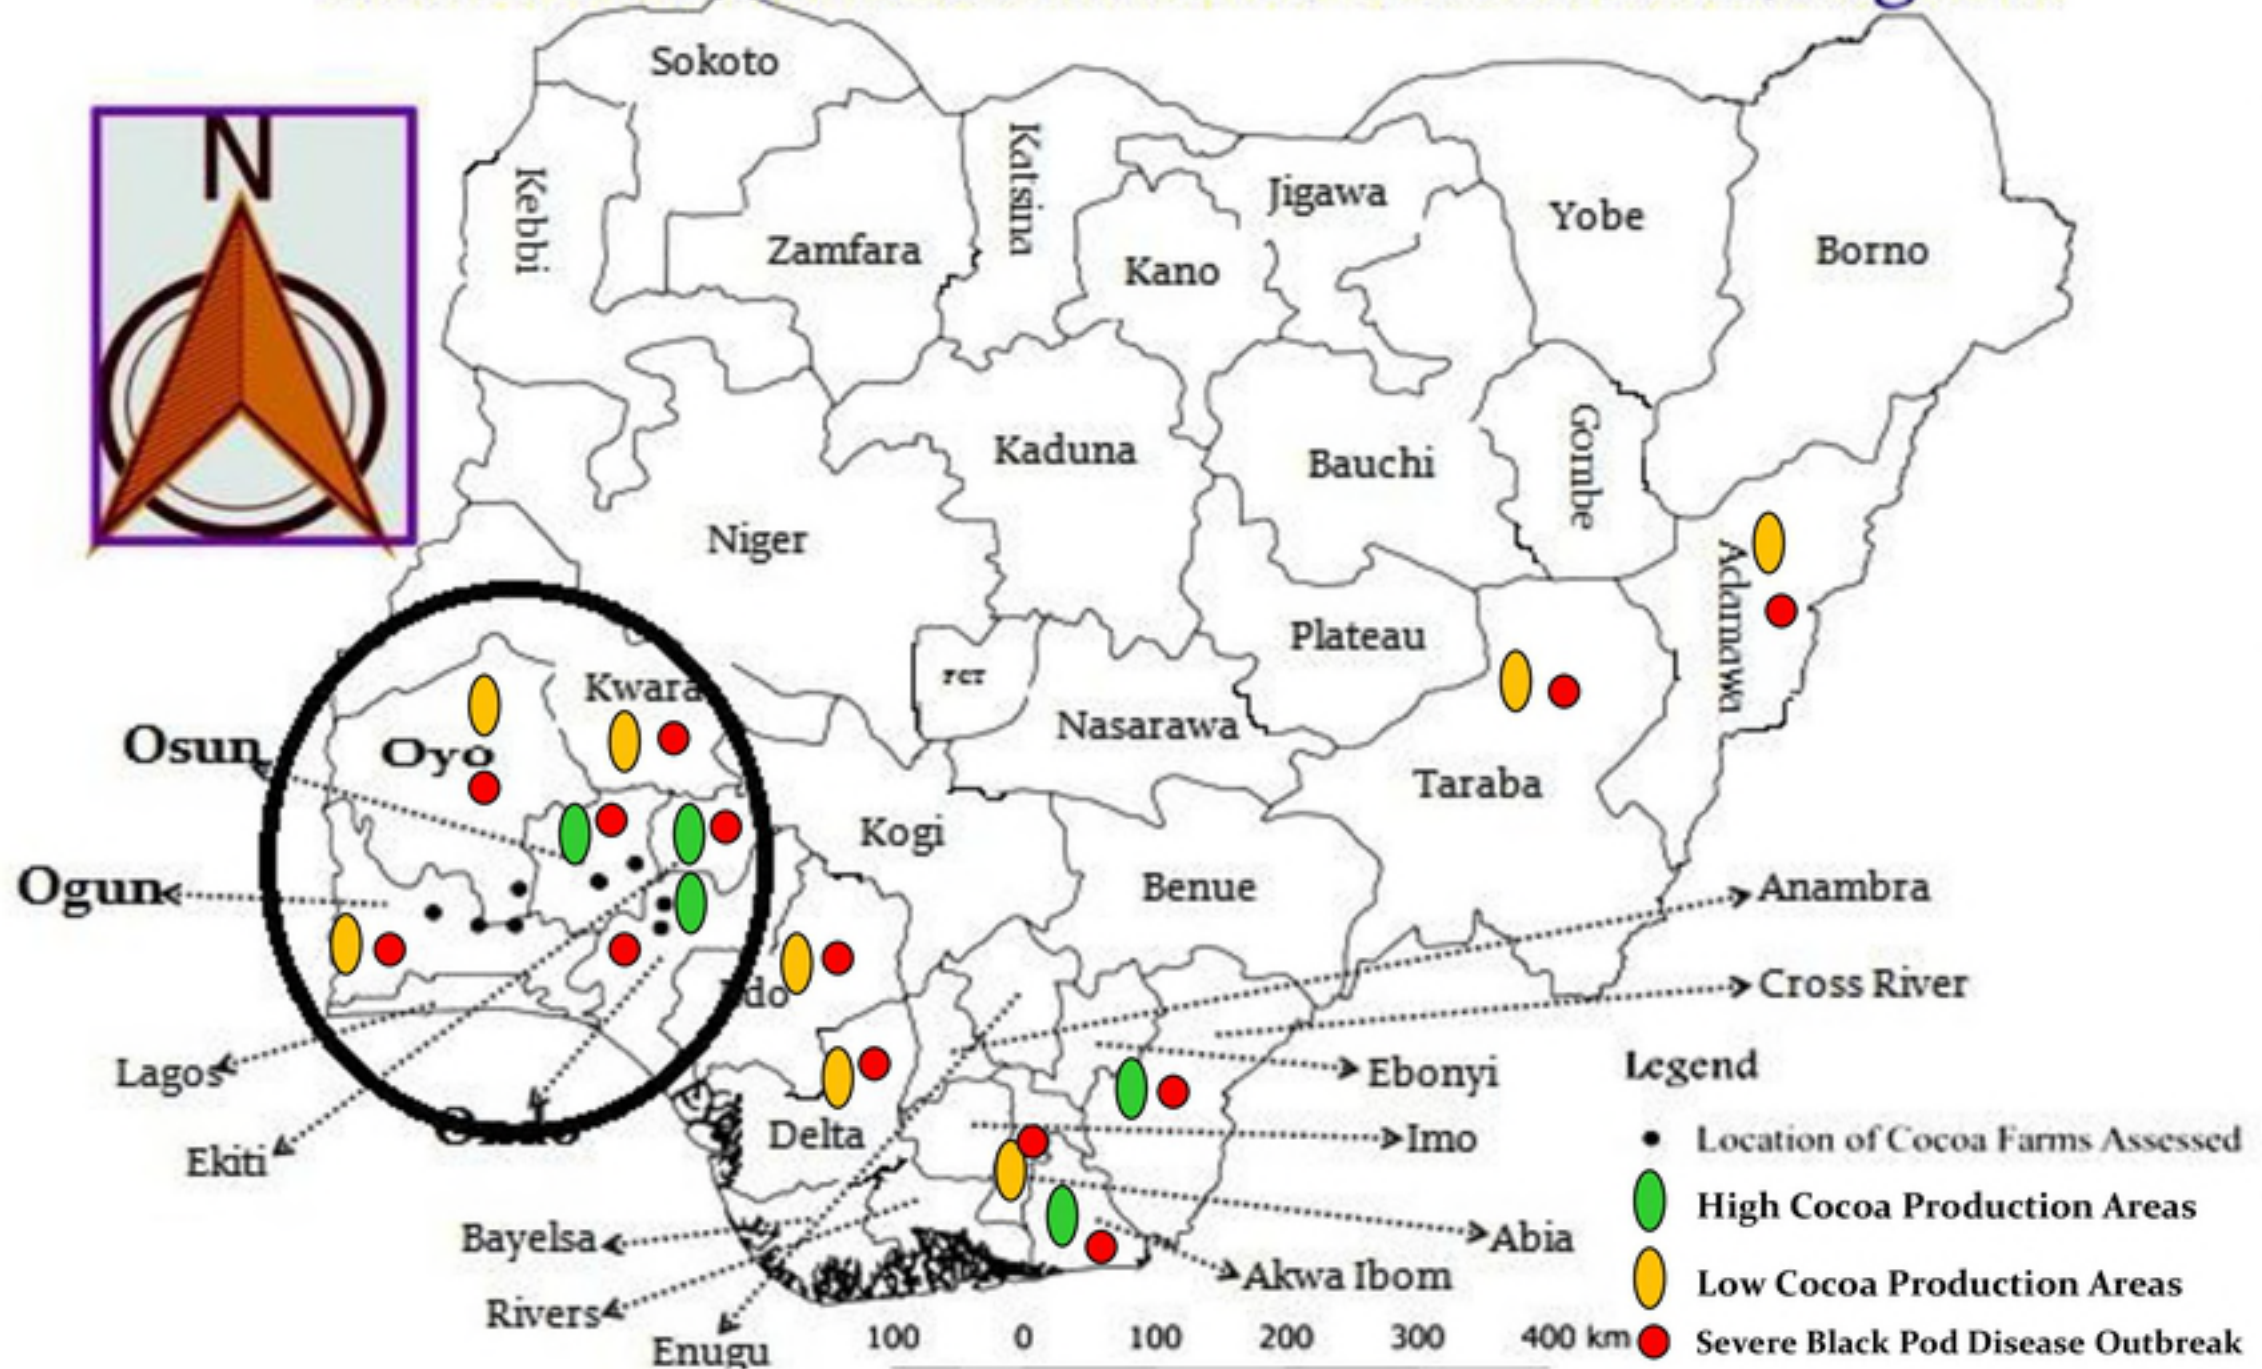 N
Sokoto
Kebbi
Katsina
Jigawa
Yobe
Borno
Zamfara
Kano
Kaduna
Bauchi
Gombe
Niger
Adamawa
Plateau
FCT
Kwara
Nasarawa
Osun
Oyo
Taraba
Kogi
Ogun
Benue
Anambra
Cross River
Lagos
Ebonyi
Delta
Imo
Ekiti
Bayelsa
Abia
Akwa Ibom
Rivers
Enugu
Ondo
Legend
Location of Cocoa Farms Assessed
High Cocoa Production Areas
Low Cocoa Production Areas
Severe Black Pod Disease Outbreak
100 0 100 200 300 400 km